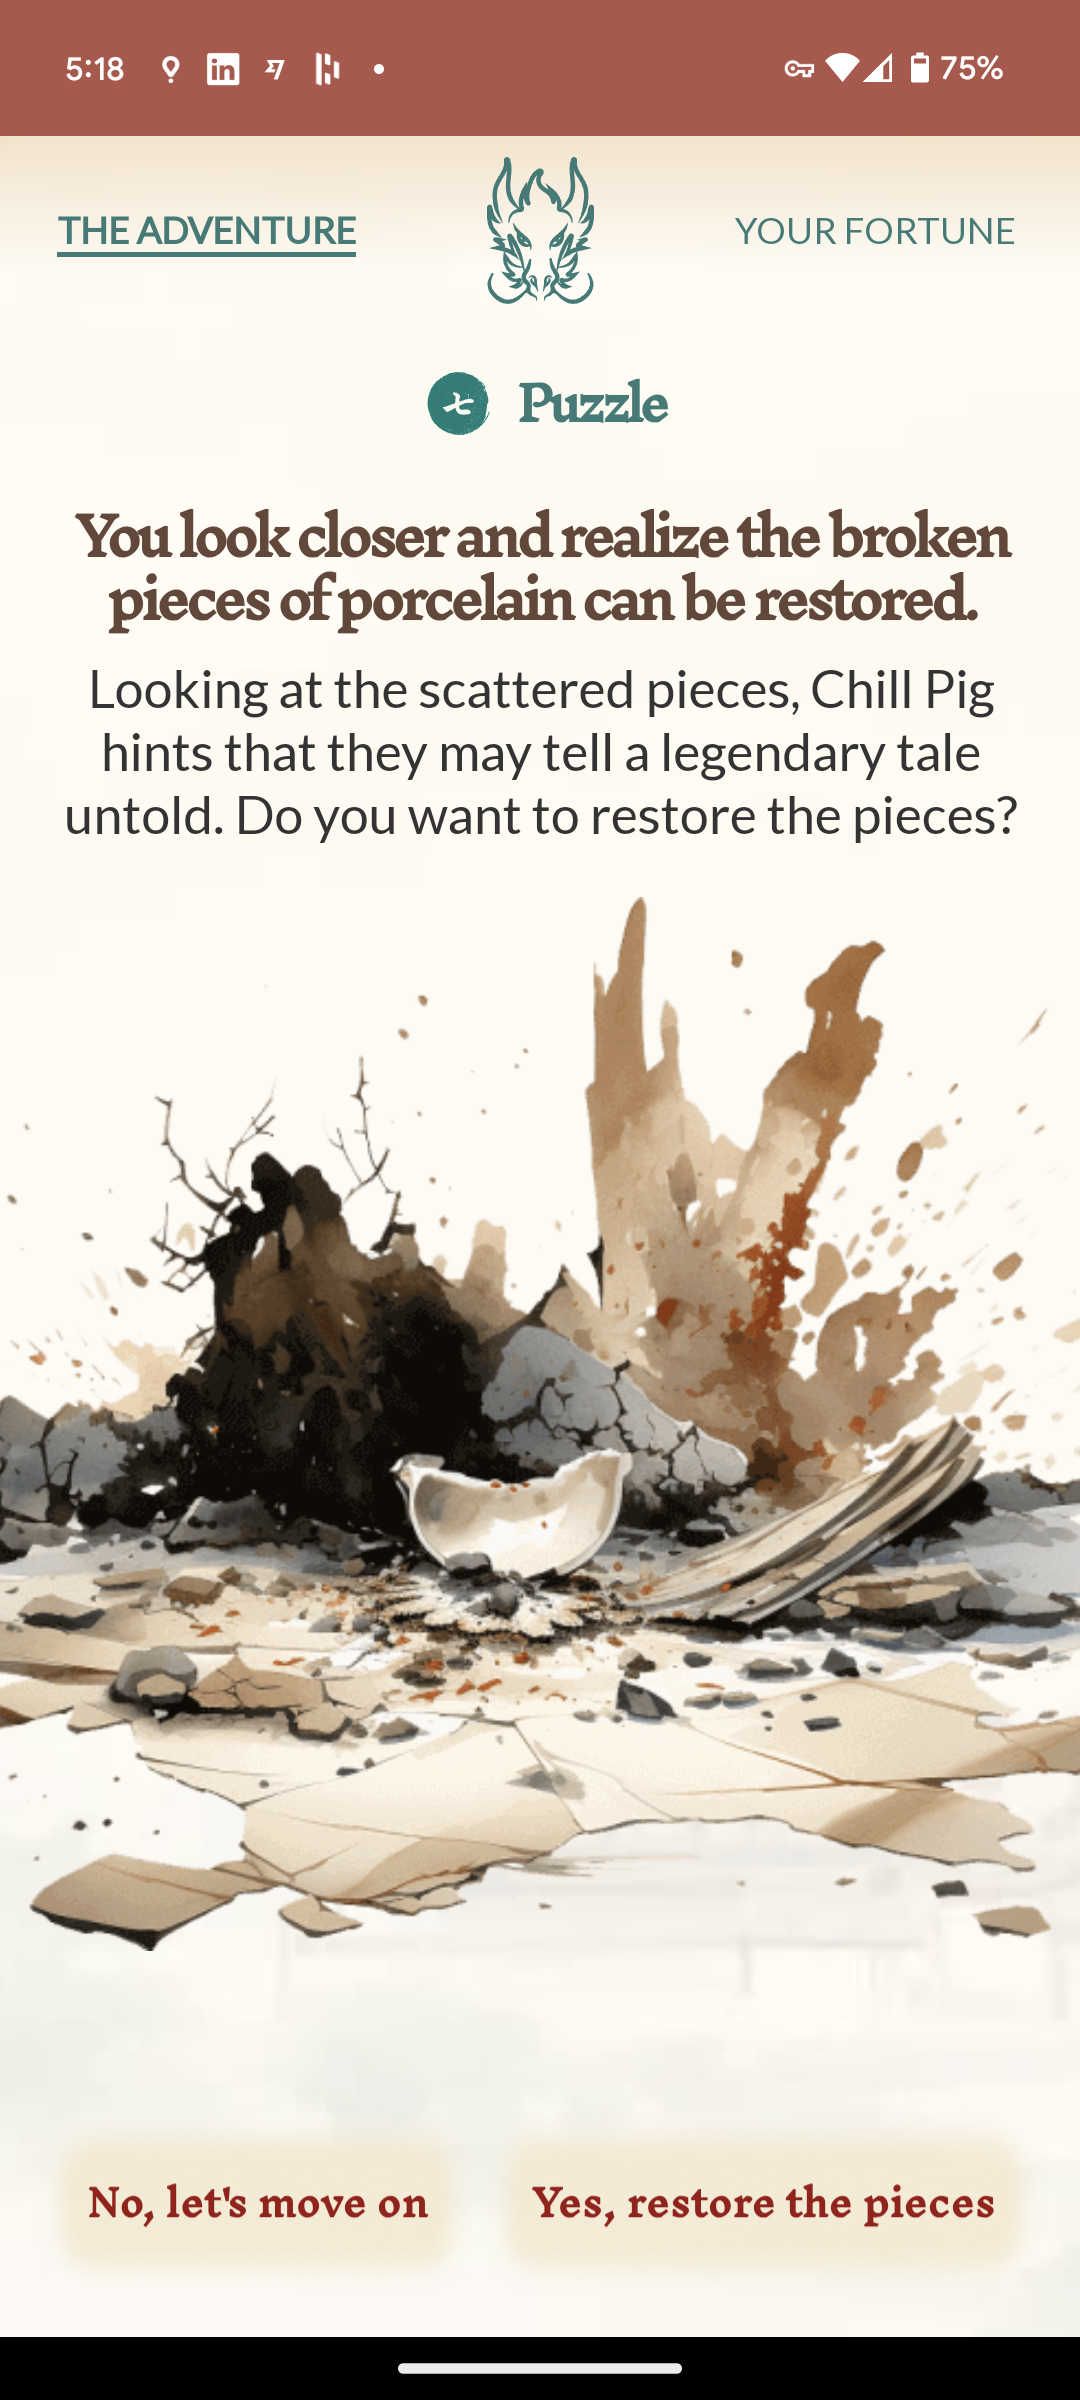 5:18
75%
THE ADVENTURE
YOUR FORTUNE
七 Puzzle
You look closer and realize the broken
pieces of porcelain can be restored.
Looking at the scattered pieces, Chill Pig
hints that they may tell a legendary tale
untold. Do you want to restore the pieces?
No, let's move on
Yes, restore the pieces